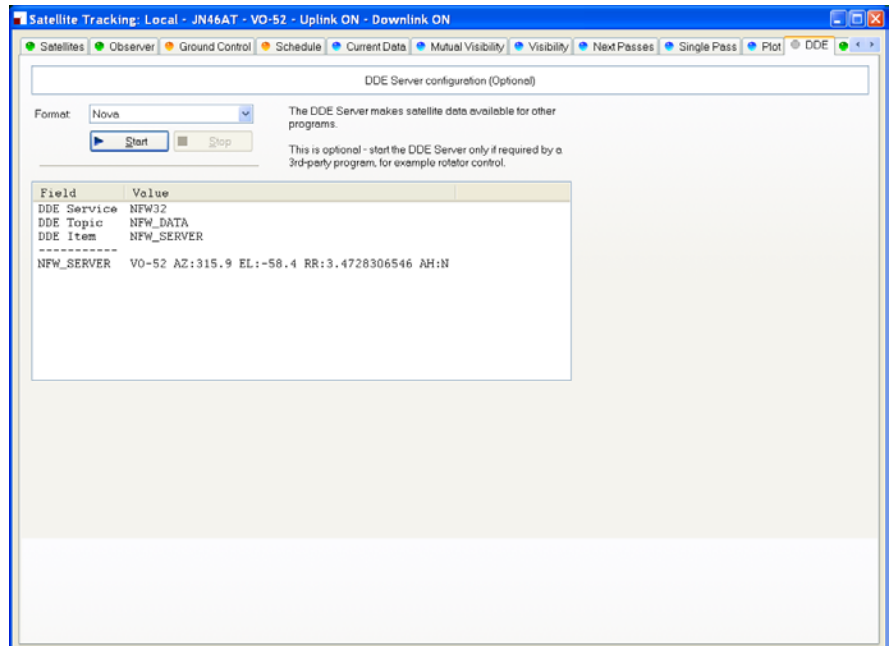 Satellite Tracking: Local - JN46AT - VO-52 - Uplink ON - Downlink ON
Satellites Observer Ground Control Schedule Current Data Mutual Visibility Visibility Next Passes Single Pass Plot DDE
DDE Server configuration (Optional)
Format: Nova
The DDE Server makes satellite data available for other
programs.
Start Stop
This is optional - start the DDE Server only if required by a
3rd-party program, for example rotator control.
Field Value
DDE Service NFW32
DDE Topic NFW_DATA
DDE Item NFW_SERVER
-----------
NFW_SERVER VO-52 AZ:315.9 EL:-58.4 RR:3.4728306546 AH:N